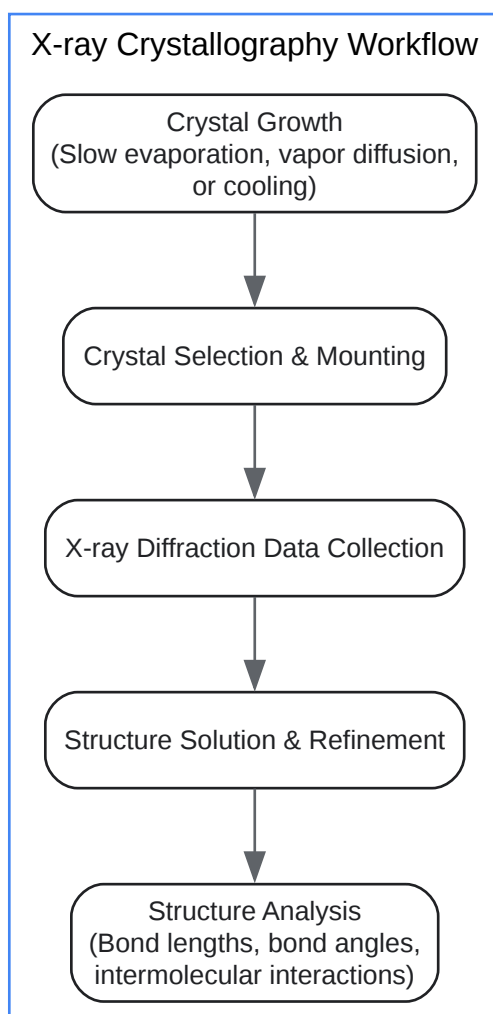 X-ray Crystallography Workflow
Crystal Growth
(Slow evaporation, vapor diffusion,
or cooling)
Crystal Selection & Mounting
X-ray Diffraction Data Collection
Structure Solution & Refinement
Structure Analysis
(Bond lengths, bond angles,
intermolecular interactions)